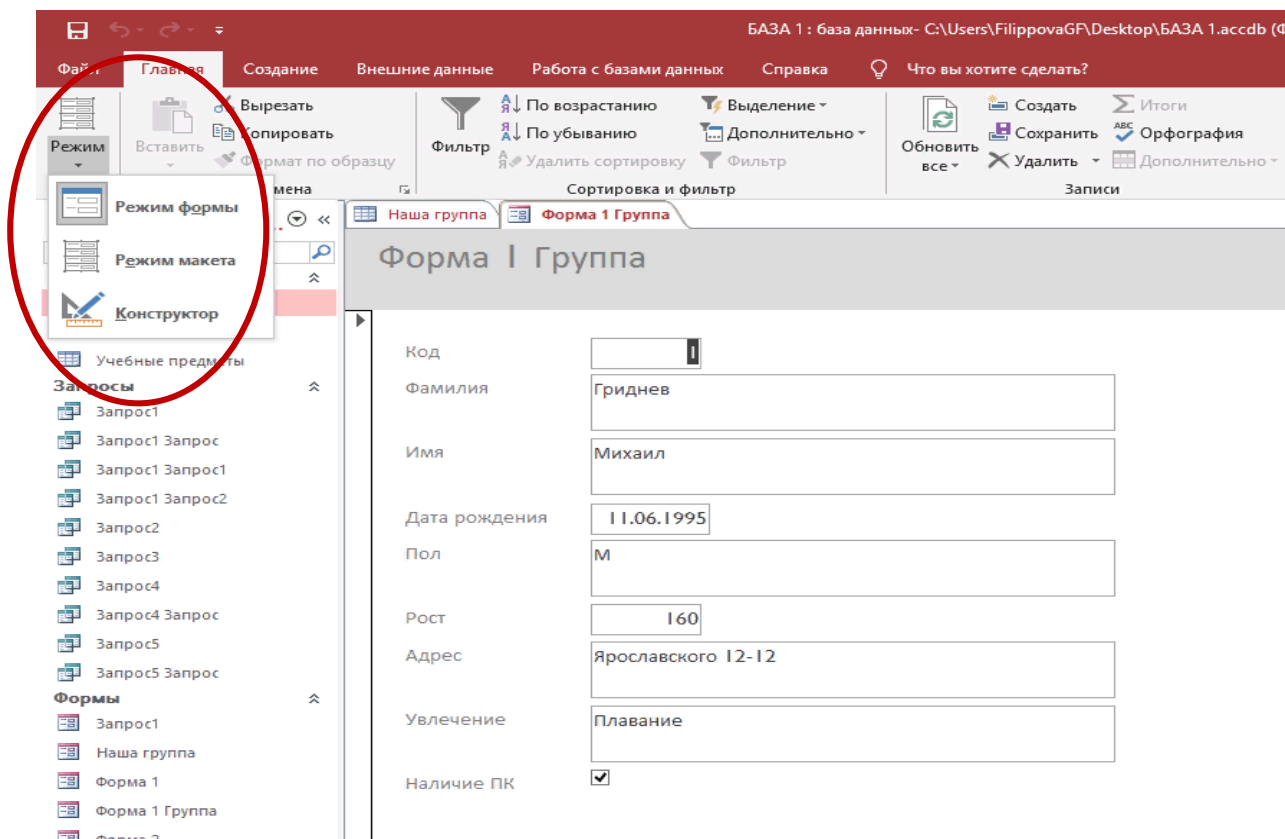 БАЗА 1 : база данных- C:\Users\FilippovaGF\Desktop\БАЗА 1.accdb (Ф
Файл Главная Создание Внешние данные Работа с базами данных Справка Что вы хотите сделать?
Режим
Вставить
Вырезать
Копировать
Формат по образцу
мена
Фильтр
По возрастанию
По убыванию
Удалить сортировку
Выделение
Дополнительно
Фильтр
Сортировка и фильтр
Обновить
все
Создать
Сохранить
Удалить
Итоги
Орфография
Дополнительно
Записи
Режим формы
Режим макета
Конструктор
Учебные предметы
Запросы
Запрос1
Запрос1 Запрос
Запрос1 Запрос1
Запрос1 Запрос2
Запрос2
Запрос3
Запрос4
Запрос4 Запрос
Запрос5
Запрос5 Запрос
Формы
Запрос1
Наша группа
Форма 1
Форма 1 Группа
Наша группа Форма 1 Группа
Форма 1 Группа
Код 1
Фамилия Гриднев
Имя Михаил
Дата рождения 11.06.1995
Пол М
Рост 160
Адрес Ярославского 12-12
Увлечение Плавание
Наличие ПК